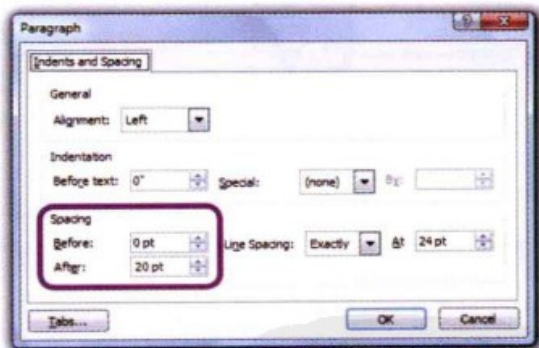 Paragraph
Indents and Spacing
General
Alignment: Left
Indentation
Before text: 0" Special: (none) By:
Spacing
Before: 0 pt Line Spacing: Exactly At 24 pt
After: 20 pt
Tabs... OK Cancel